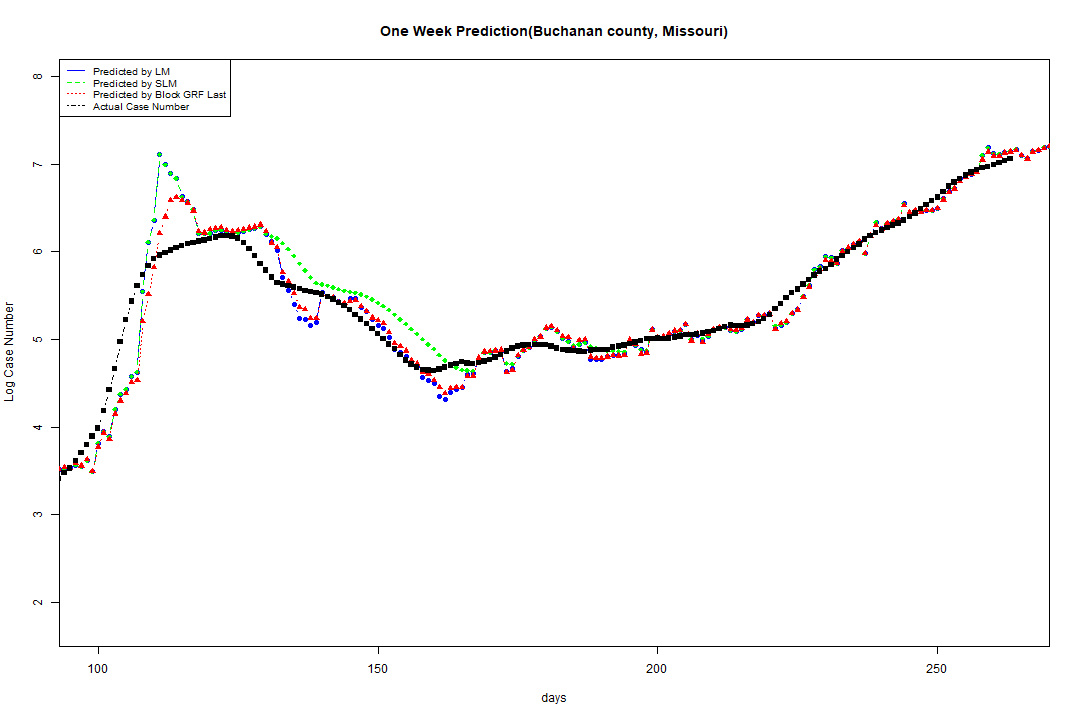 One Week Prediction(Buchanan county, Missouri)
Predicted by LM
Predicted by SLM
Predicted by Block GRF Last
Actual Case Number
8
7
6
5
4
3
2
Log Case Number
100 150 200 250
days